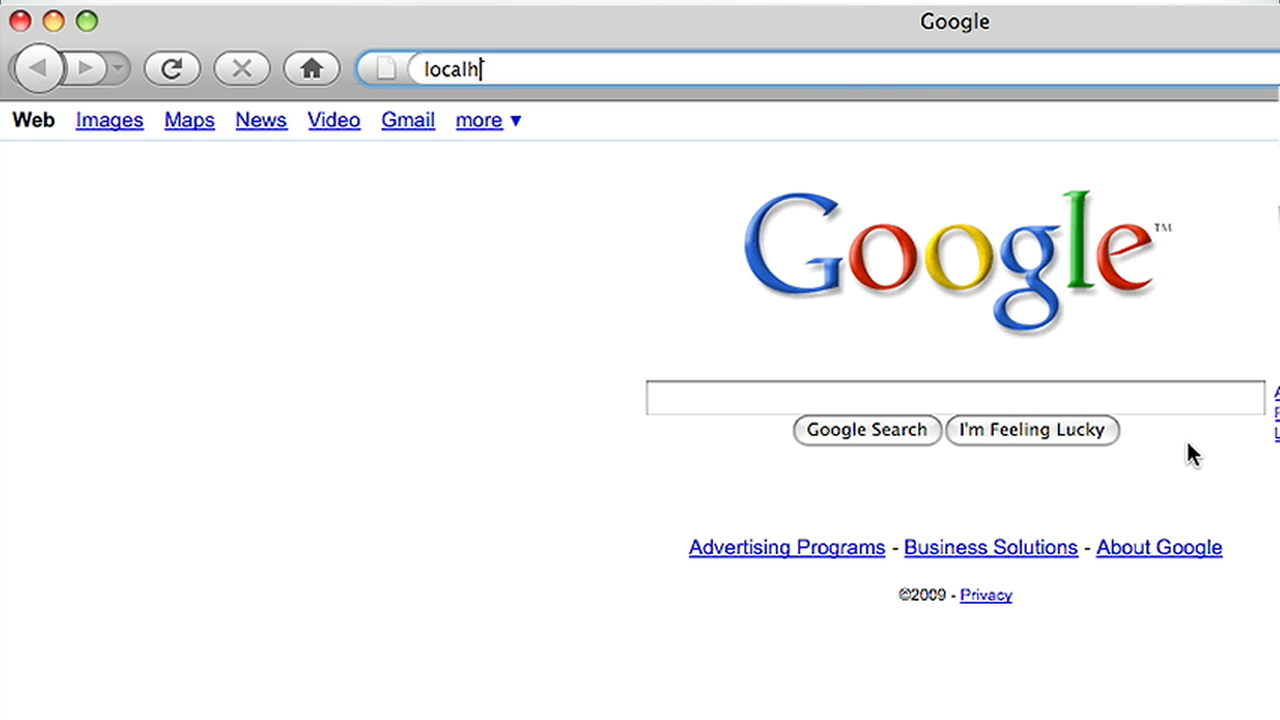 Google
localh
Web Images Maps News Video Gmail more ▼
Google™
Google Search I'm Feeling Lucky
Advertising Programs - Business Solutions - About Google
©2009 - Privacy